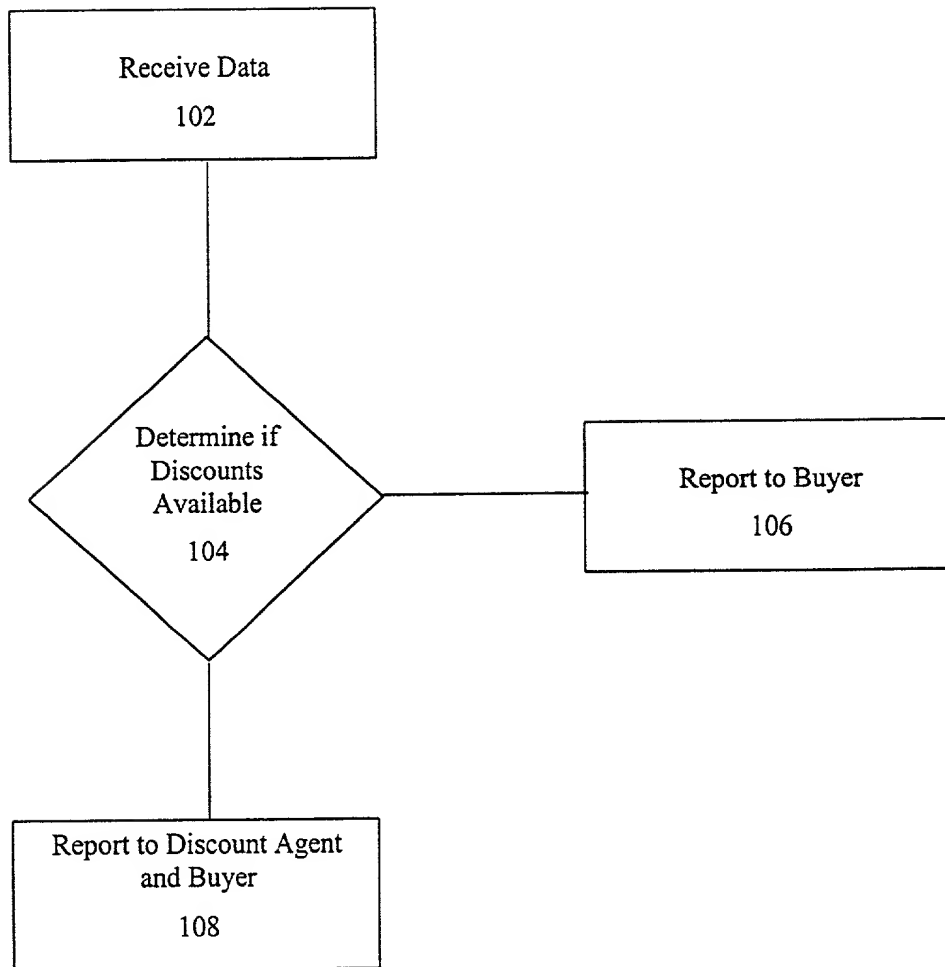 Receive Data
102
Determine if
Discounts
Available
104
Report to Buyer
106
Report to Discount Agent
and Buyer
108